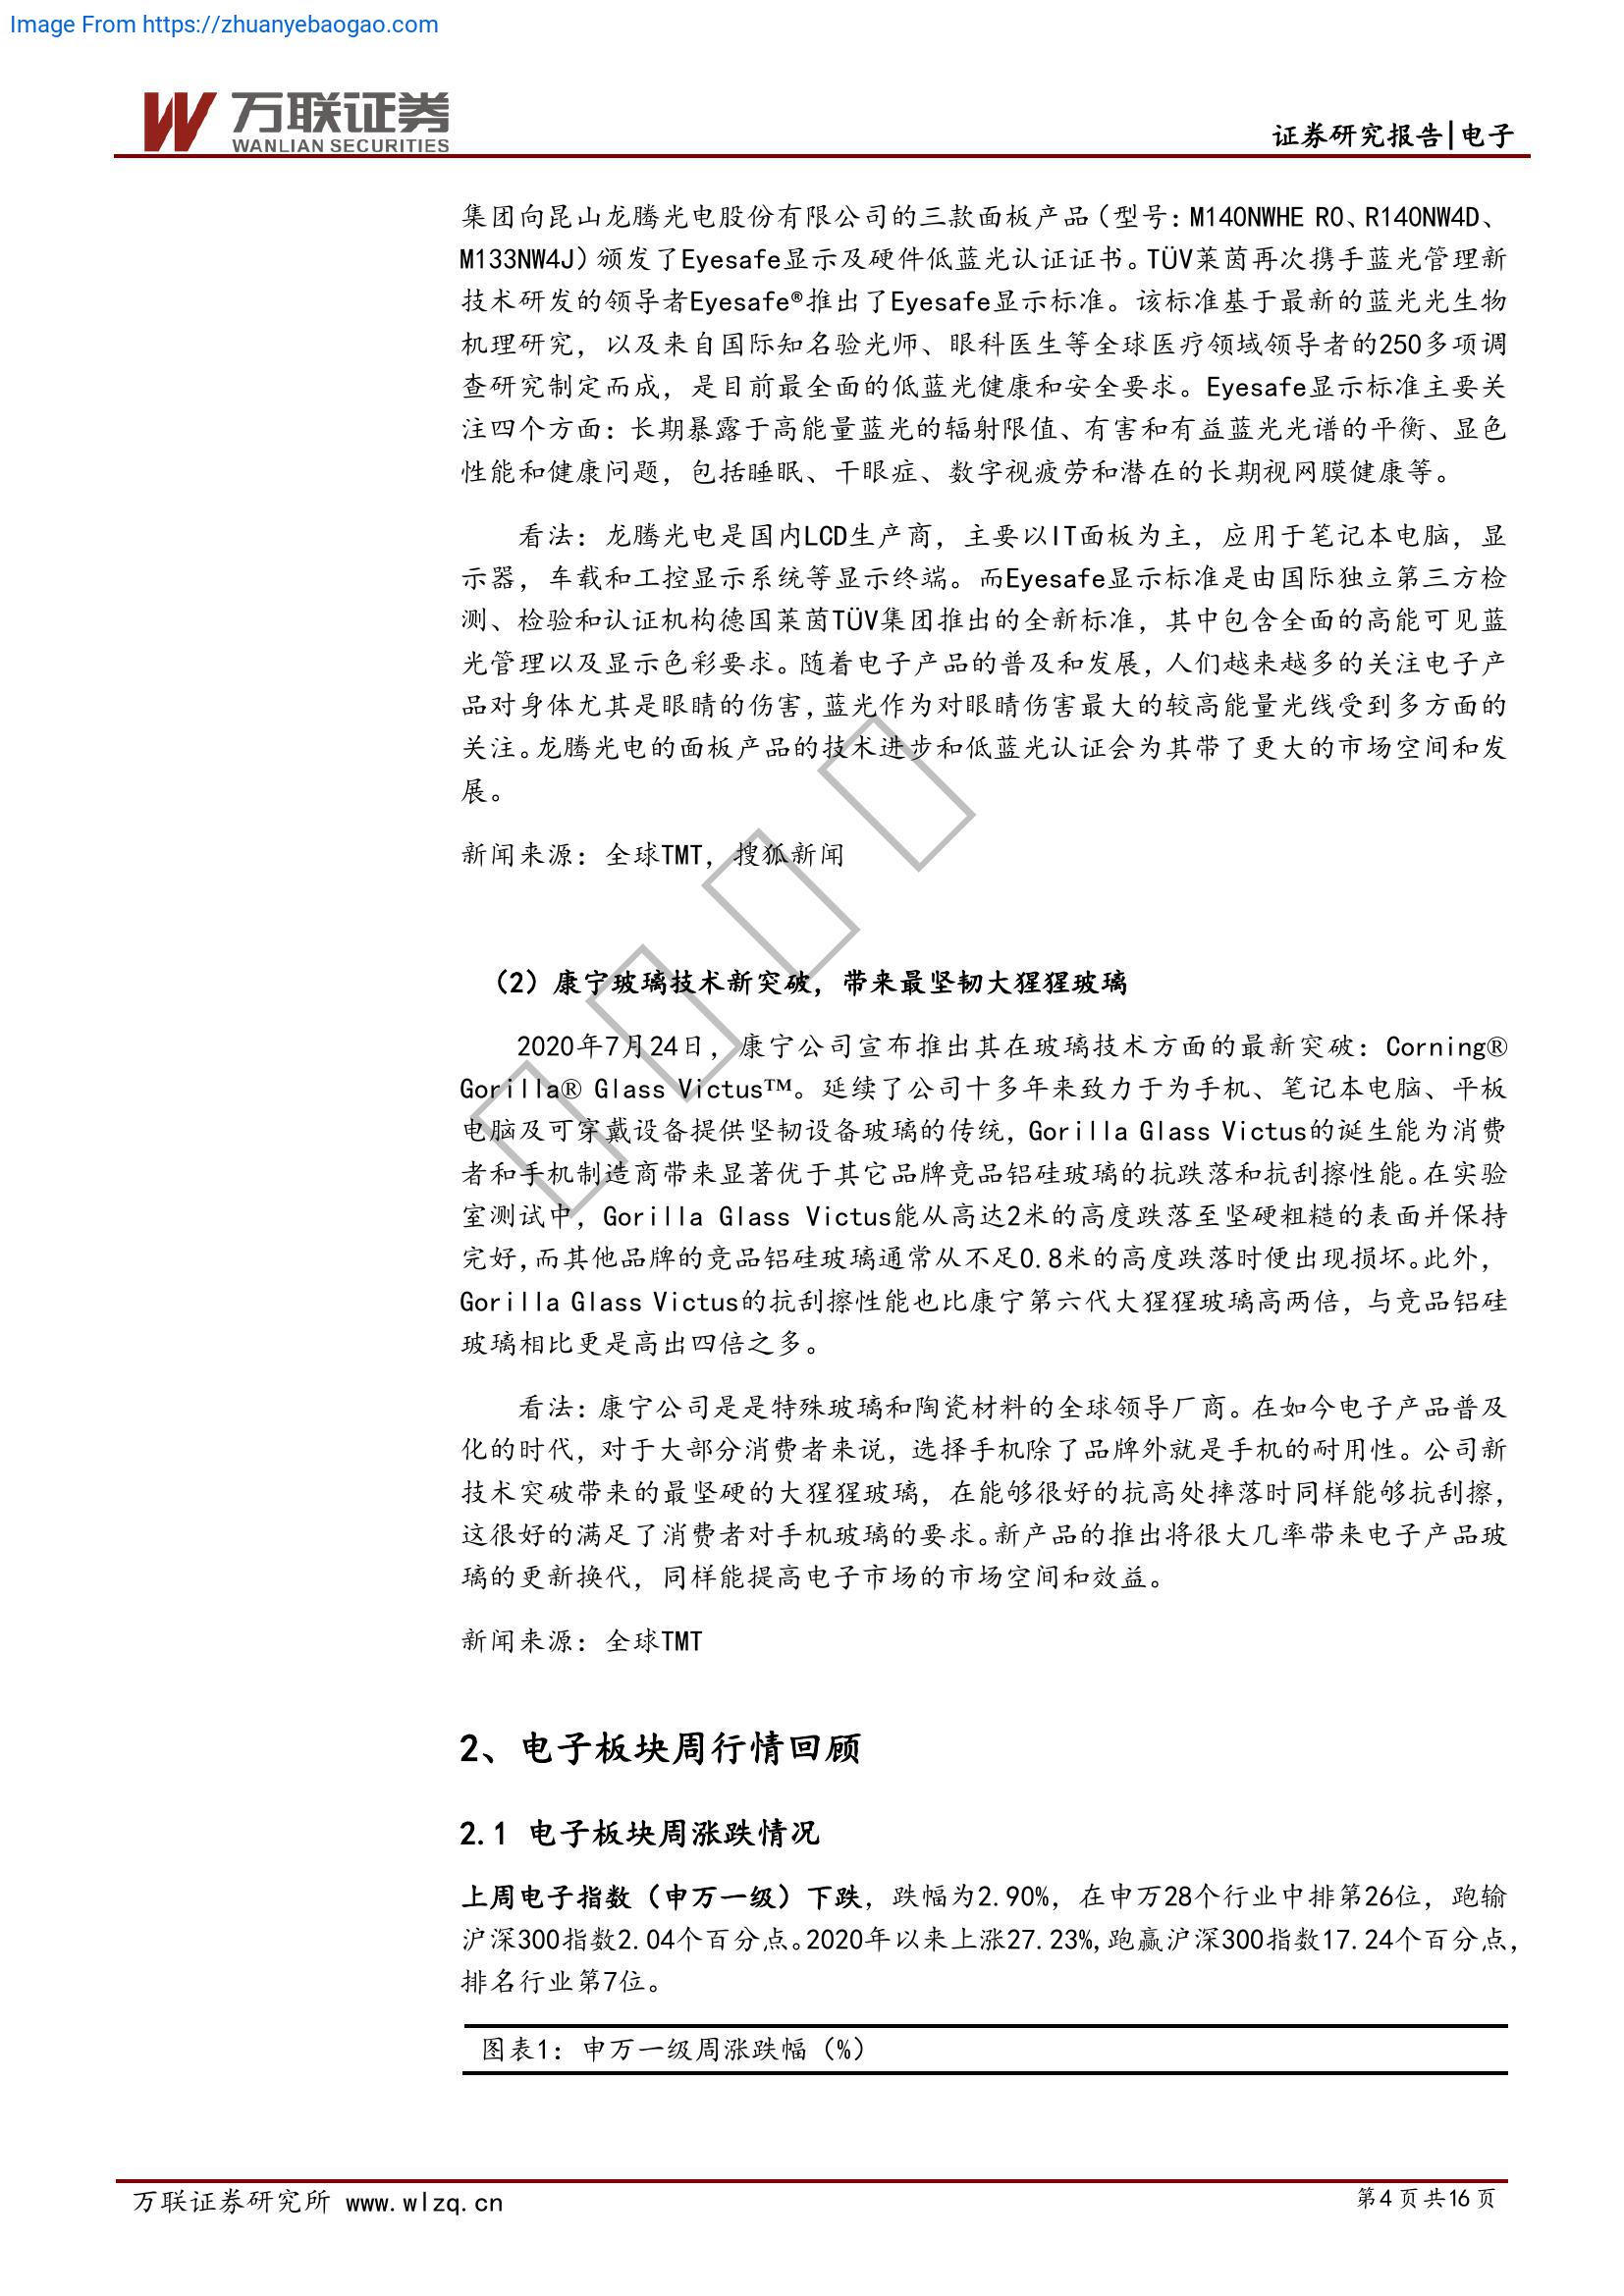 Image From https://zhuanyebaogao.com
万联证券
WANLIAN SECURITIES
证券研究报告|电子
集团向昆山龙腾光电股份有限公司的三款面板产品（型号：M140NWHE R0、R140NW4D、
M133NW4J）颁发了Eyesafe显示及硬件低蓝光认证证书。TÜV莱茵再次携手蓝光管理新
技术研发的领导者Eyesafe®推出了Eyesafe显示标准。该标准基于最新的蓝光光生物
机理研究，以及来自国际知名验光师、眼科医生等全球医疗领域领导者的250多项调
查研究制定而成，是目前最全面的低蓝光健康和安全要求。Eyesafe显示标准主要关
注四个方面：长期暴露于高能量蓝光的辐射限值、有害和有益蓝光光谱的平衡、显色
性能和健康问题，包括睡眠、干眼症、数字视疲劳和潜在的长期视网膜健康等。
看法：龙腾光电是国内LCD生产商，主要以IT面板为主，应用于笔记本电脑，显
示器，车载和工控显示系统等显示终端。而Eyesafe显示标准是由国际独立第三方检
测、检验和认证机构德国莱茵TÜV集团推出的全新标准，其中包含全面的高能可见蓝
光管理以及显示色彩要求。随着电子产品的普及和发展，人们越来越多的关注电子产
品对身体尤其是眼睛的伤害，蓝光作为对眼睛伤害最大的较高能量光线受到多方面的
关注。龙腾光电的面板产品的技术进步和低蓝光认证会为其带了更大的市场空间和发
展。
新闻来源：全球TMT，搜狐新闻
（2）康宁玻璃技术新突破，带来最坚韧大猩猩玻璃
2020年7月24日，康宁公司宣布推出其在玻璃技术方面的最新突破：Corning®
Gorilla® Glass Victus™。延续了公司十多年来致力于为手机、笔记本电脑、平板
电脑及可穿戴设备提供坚韧设备玻璃的传统，Gorilla Glass Victus的诞生能为消费
者和手机制造商带来显著优于其它品牌竞品铝硅玻璃的抗跌落和抗刮擦性能。在实验
室测试中，Gorilla Glass Victus能从高达2米的高度跌落至坚硬粗糙的表面并保持
完好，而其他品牌的竞品铝硅玻璃通常从不足0.8米的高度跌落时便出现损坏。此外，
Gorilla Glass Victus的抗刮擦性能也比康宁第六代大猩猩玻璃高两倍，与竞品铝硅
玻璃相比更是高出四倍之多。
看法：康宁公司是是特殊玻璃和陶瓷材料的全球领导厂商。在如今电子产品普及
化的时代，对于大部分消费者来说，选择手机除了品牌外就是手机的耐用性。公司新
技术突破带来的最坚硬的大猩猩玻璃，在能够很好的抗高处摔落时同样能够抗刮擦，
这很好的满足了消费者对手机玻璃的要求。新产品的推出将很大几率带来电子产品玻
璃的更新换代，同样能提高电子市场的市场空间和效益。
新闻来源：全球TMT
2、电子板块周行情回顾
2.1 电子板块周涨跌情况
上周电子指数（申万一级）下跌，跌幅为2.90%，在申万28个行业中排第26位，跑输
沪深300指数2.04个百分点。2020年以来上涨27.23%，跑赢沪深300指数17.24个百分点，
排名行业第7位。
图表1：申万一级周涨跌幅（%）
万联证券研究所 www.wlzq.cn
第4页共16页